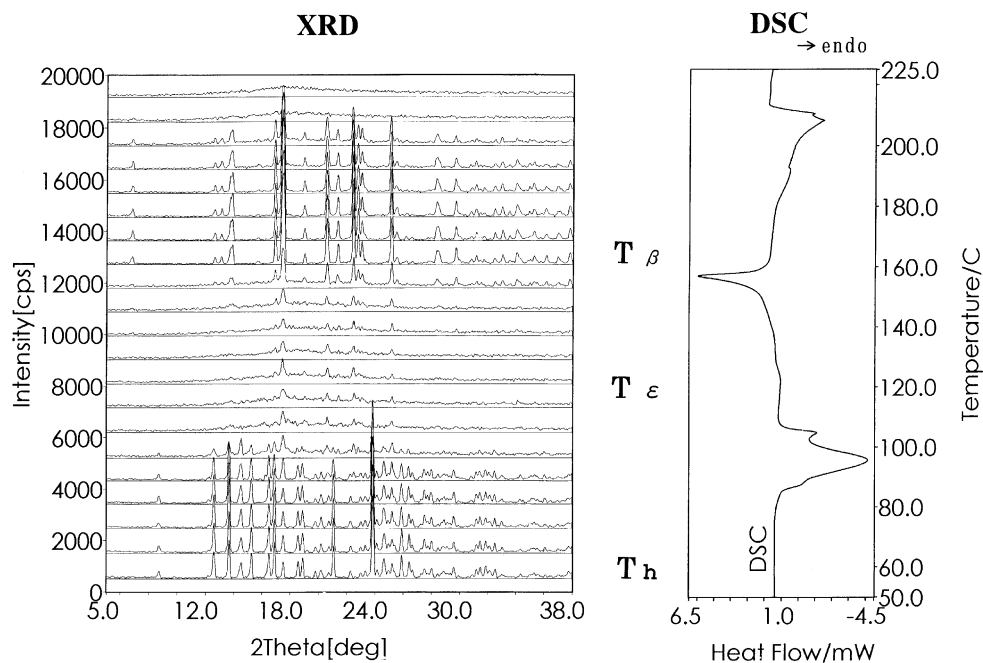 XRD
DSC
→ endo
20000
18000
16000
14000
12000
10000
8000
6000
4000
2000
0
Intensity[cps]
5.0 12.0 18.0 24.0 30.0 38.0
2Theta[deg]
T β
T ε
T h
225.0
200.0
180.0
160.0
140.0
120.0
100.0
80.0
60.0
50.0
Temperature/C
DSC
6.5 1.0 -4.5
Heat Flow/mW